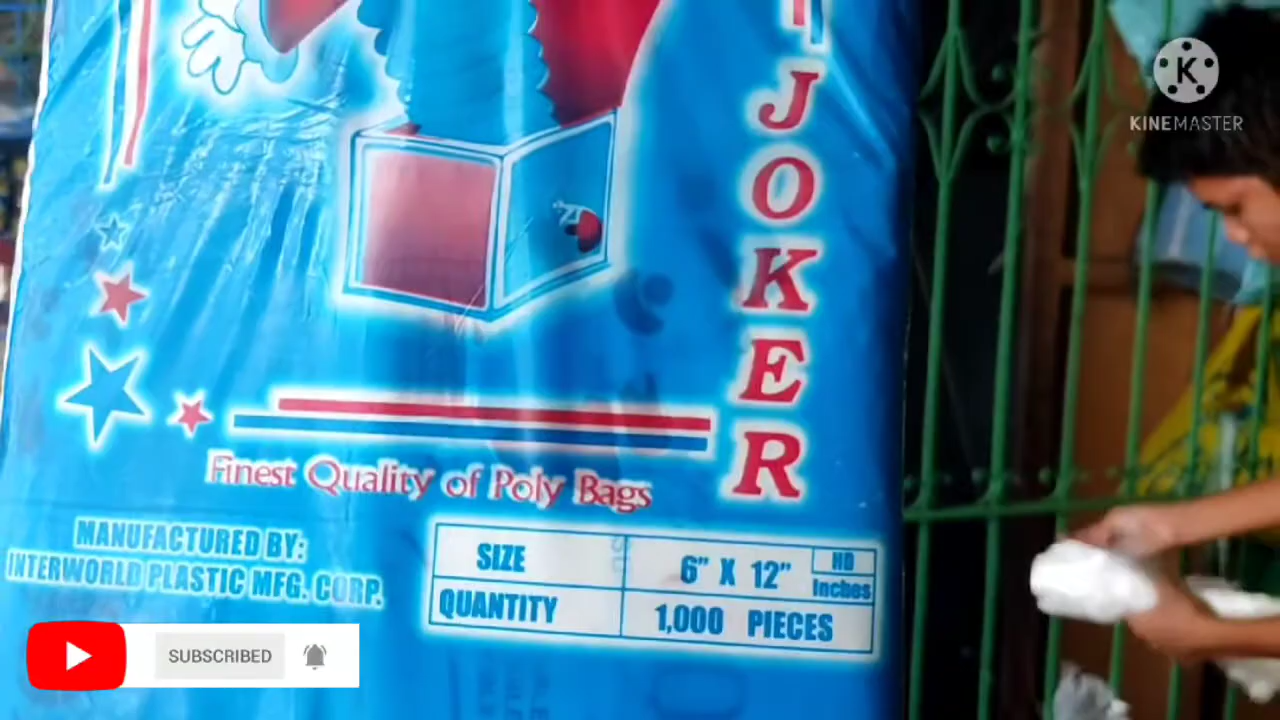 JOKER
K
KINEMASTER
Finest Quality of Poly Bags
MANUFACTURED BY:
INTERWORLD PLASTIC MFG. CORP.
SIZE 6" X 12" HD Inches
QUANTITY 1,000 PIECES
SUBSCRIBED